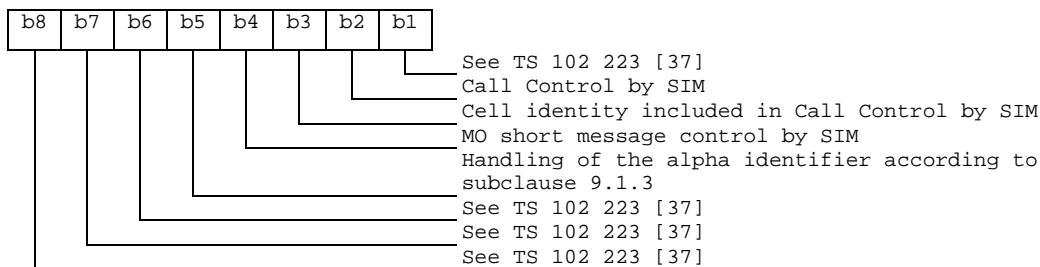 b8 b7 b6 b5 b4 b3 b2 b1
See TS 102 223 [37]
Call Control by SIM
Cell identity included in Call Control by SIM
MO short message control by SIM
Handling of the alpha identifier according to
subclause 9.1.3
See TS 102 223 [37]
See TS 102 223 [37]
See TS 102 223 [37]